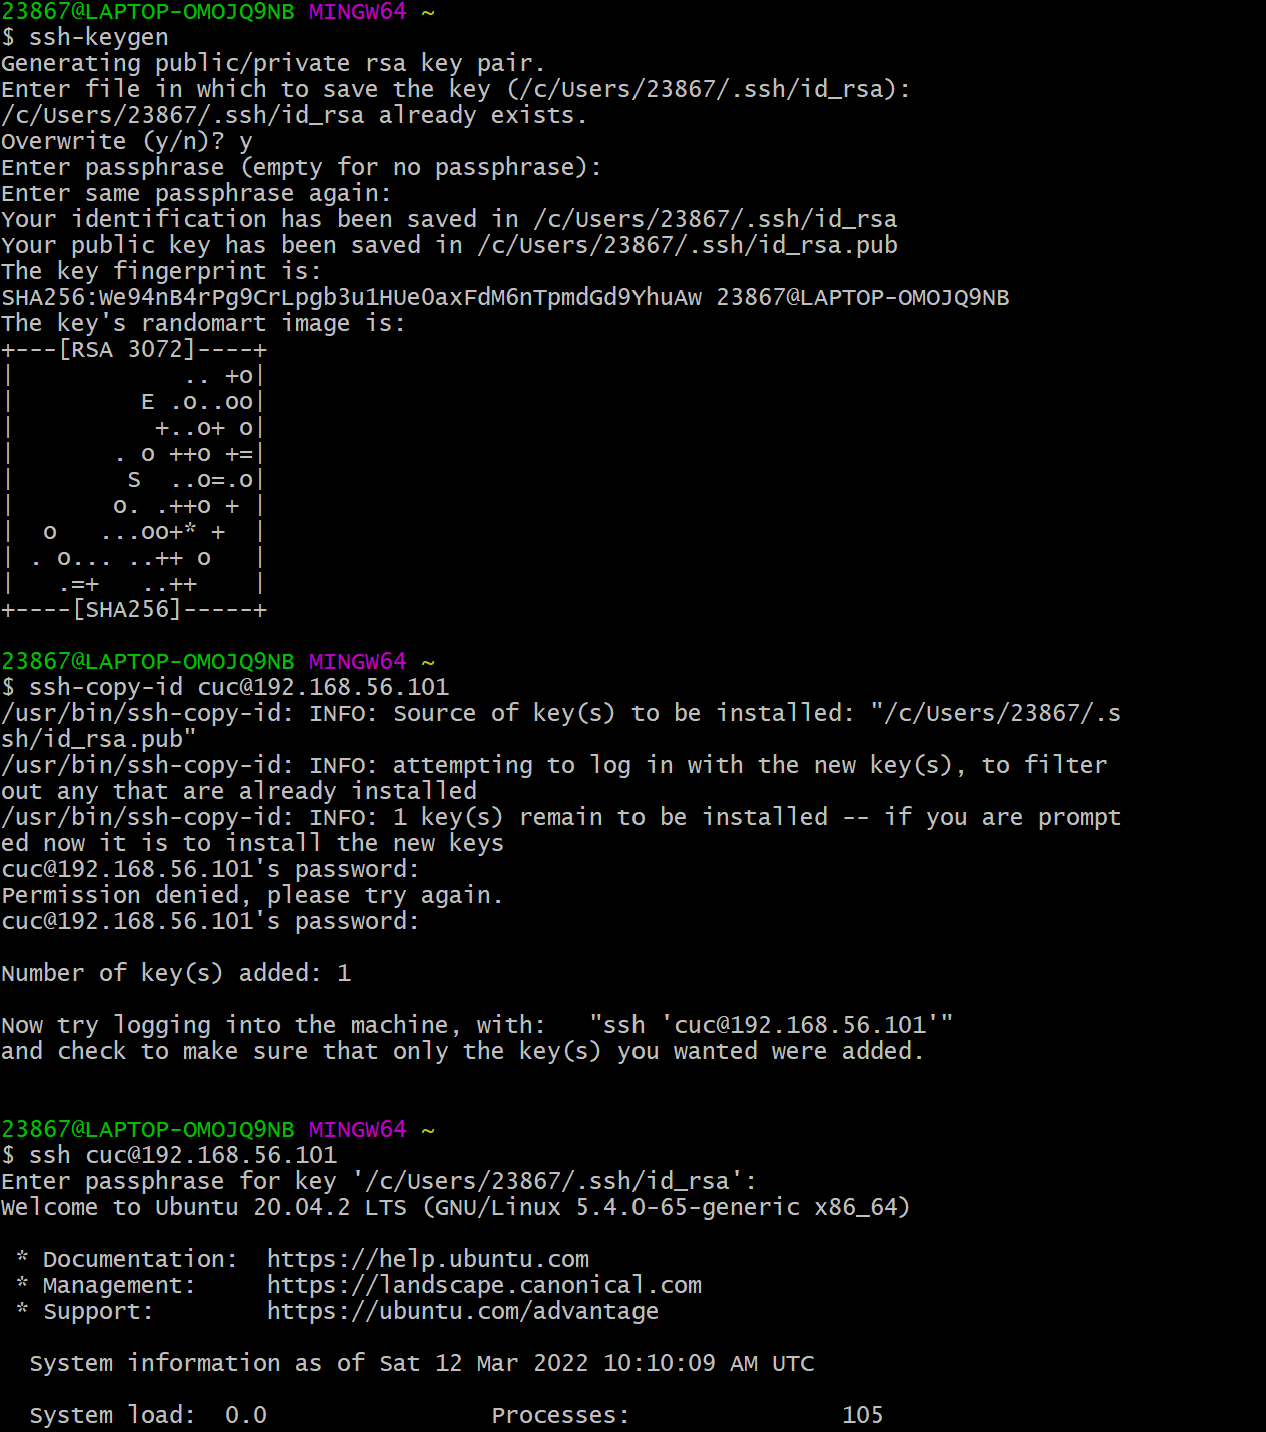 23867@LAPTOP-OMOJQ9NB MINGW64 ~
$ ssh-keygen
Generating public/private rsa key pair.
Enter file in which to save the key (/c/Users/23867/.ssh/id_rsa):
/c/Users/23867/.ssh/id_rsa already exists.
Overwrite (y/n)? y
Enter passphrase (empty for no passphrase):
Enter same passphrase again:
Your identification has been saved in /c/Users/23867/.ssh/id_rsa
Your public key has been saved in /c/Users/23867/.ssh/id_rsa.pub
The key fingerprint is:
SHA256:We94nB4rPg9CrLpgb3u1HUe0axFdM6nTpmdGd9YhuAw 23867@LAPTOP-OMOJQ9NB
The key's randomart image is:
+---[RSA 3072]----+
|            .. +o|
|         E .o..oo|
|          +..o+ o|
|       . o ++o +=|
|        S  ..o=.o|
|       o. .++o + |
|  o   ...oo+* +  |
| . o... ..++ o   |
|   .=+   ..++    |
+----[SHA256]-----+
23867@LAPTOP-OMOJQ9NB MINGW64 ~
$ ssh-copy-id cuc@192.168.56.101
/usr/bin/ssh-copy-id: INFO: Source of key(s) to be installed: "/c/Users/23867/.s
sh/id_rsa.pub"
/usr/bin/ssh-copy-id: INFO: attempting to log in with the new key(s), to filter
out any that are already installed
/usr/bin/ssh-copy-id: INFO: 1 key(s) remain to be installed -- if you are prompt
ed now it is to install the new keys
cuc@192.168.56.101's password:
Permission denied, please try again.
cuc@192.168.56.101's password:
Number of key(s) added: 1
Now try logging into the machine, with:   "ssh 'cuc@192.168.56.101'"
and check to make sure that only the key(s) you wanted were added.
23867@LAPTOP-OMOJQ9NB MINGW64 ~
$ ssh cuc@192.168.56.101
Enter passphrase for key '/c/Users/23867/.ssh/id_rsa':
Welcome to Ubuntu 20.04.2 LTS (GNU/Linux 5.4.0-65-generic x86_64)
 * Documentation:  https://help.ubuntu.com
 * Management:     https://landscape.canonical.com
 * Support:        https://ubuntu.com/advantage
  System information as of Sat 12 Mar 2022 10:10:09 AM UTC
  System load:  0.0                Processes:               105